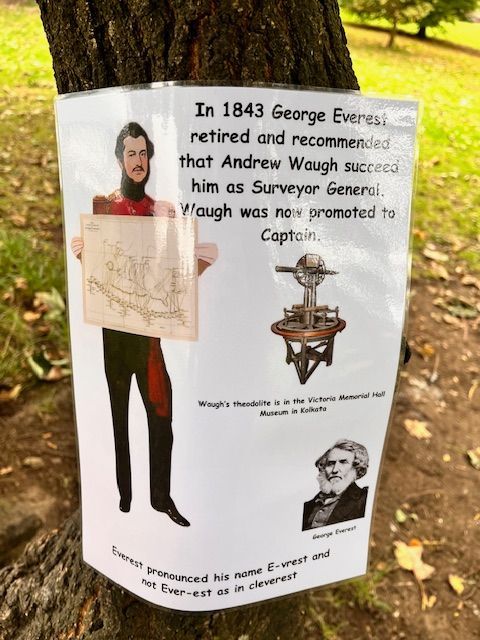 In 1843 George Everest
retired and recommended
that Andrew Waugh succeed
him as Surveyor General.
Waugh was now promoted to
Captain.
Waugh's theodolite is in the Victoria Memorial Hall
Museum in Kolkata
George Everest
Everest pronounced his name E-vrest and
not Ever-est as in cleverest